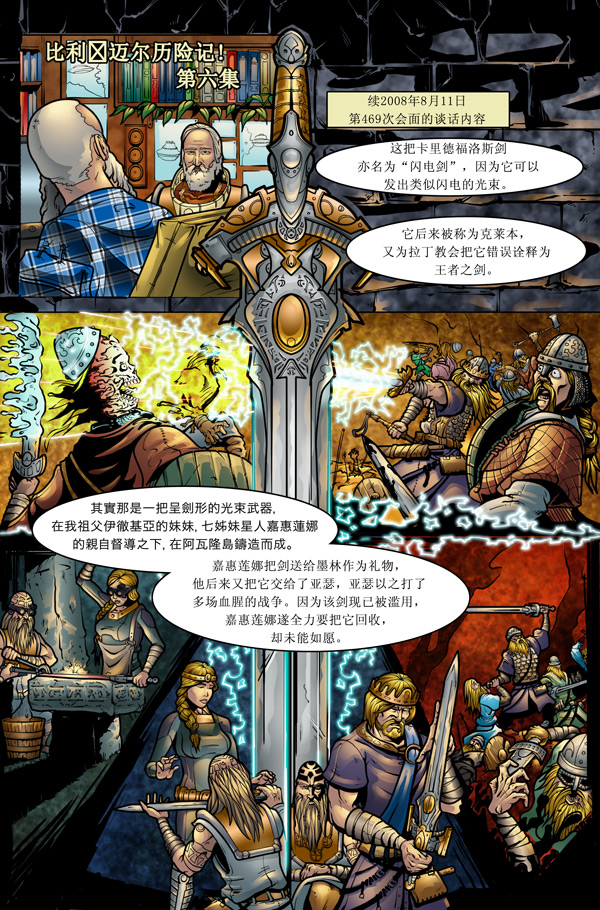 比利☒迈尔历险记!
第六集
续2008年8月11日
第469次会面的谈话内容
这把卡里德福洛斯剑
亦名为“闪电剑”，因为它可以
发出类似闪电的光束。
它后来被称为克莱本，
又为拉丁教会把它错误诠释为
王者之剑。
其實那是一把呈劍形的光束武器,
在我祖父伊徹基亞的妹妹, 七姊妹星人嘉惠蓮娜
的親自督導之下, 在阿瓦隆島鑄造而成。
嘉惠莲娜把剑送给墨林作为礼物，
他后来又把它交给了亚瑟，亚瑟以之打了
多场血腥的战争。因为该剑现已被滥用，
嘉惠莲娜遂全力要把它回收，
却未能如愿。